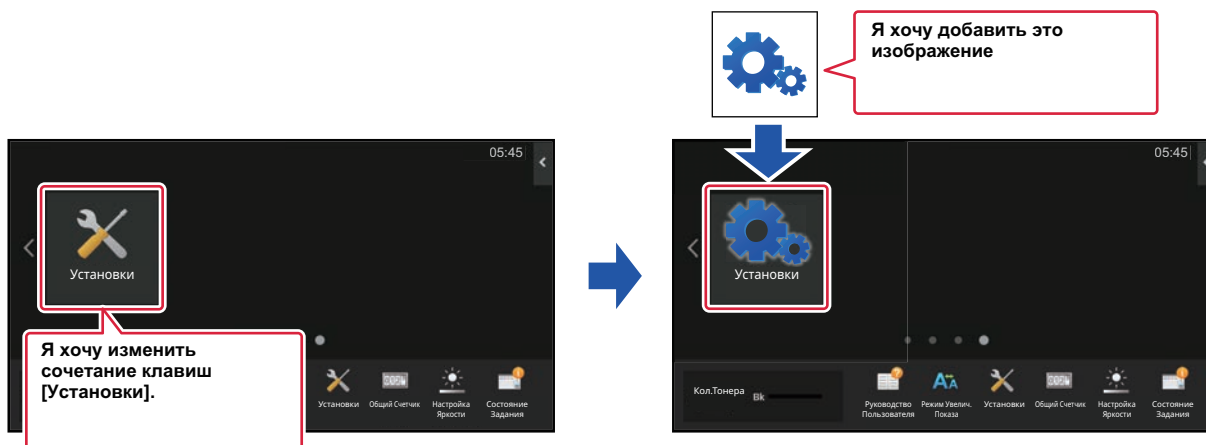 Я хочу добавить это
изображение
05:45
Установки
Я хочу изменить
сочетание клавиш
[Установки].
Установки
Общий Счетчик
Настройка
Яркости
Состояние
Задания
05:45
Установки
Кол.Тонера
Bk
Руководство
Пользователя
Режим Увелич.
Показа
Установки
Общий Счетчик
Настройка
Яркости
Состояние
Задания